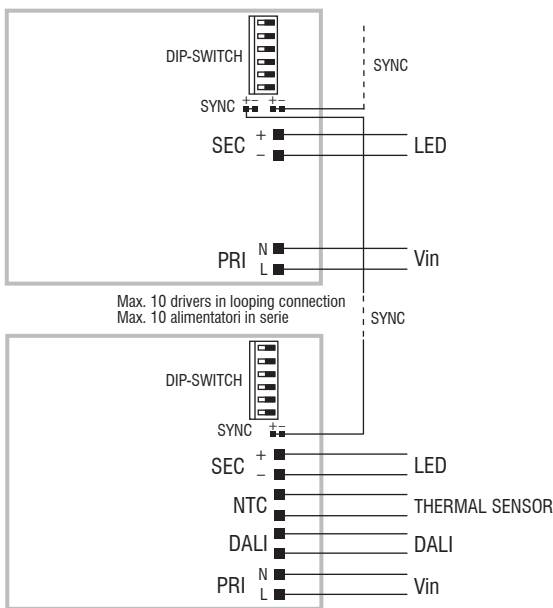 DIP-SWITCH
SYNC
SYNC + − + −
SEC + − LED
PRI N L Vin
Max. 10 drivers in looping connection
Max. 10 alimentatori in serie
SYNC
DIP-SWITCH
SYNC + −
SEC + − LED
NTC THERMAL SENSOR
DALI DALI
PRI N L Vin